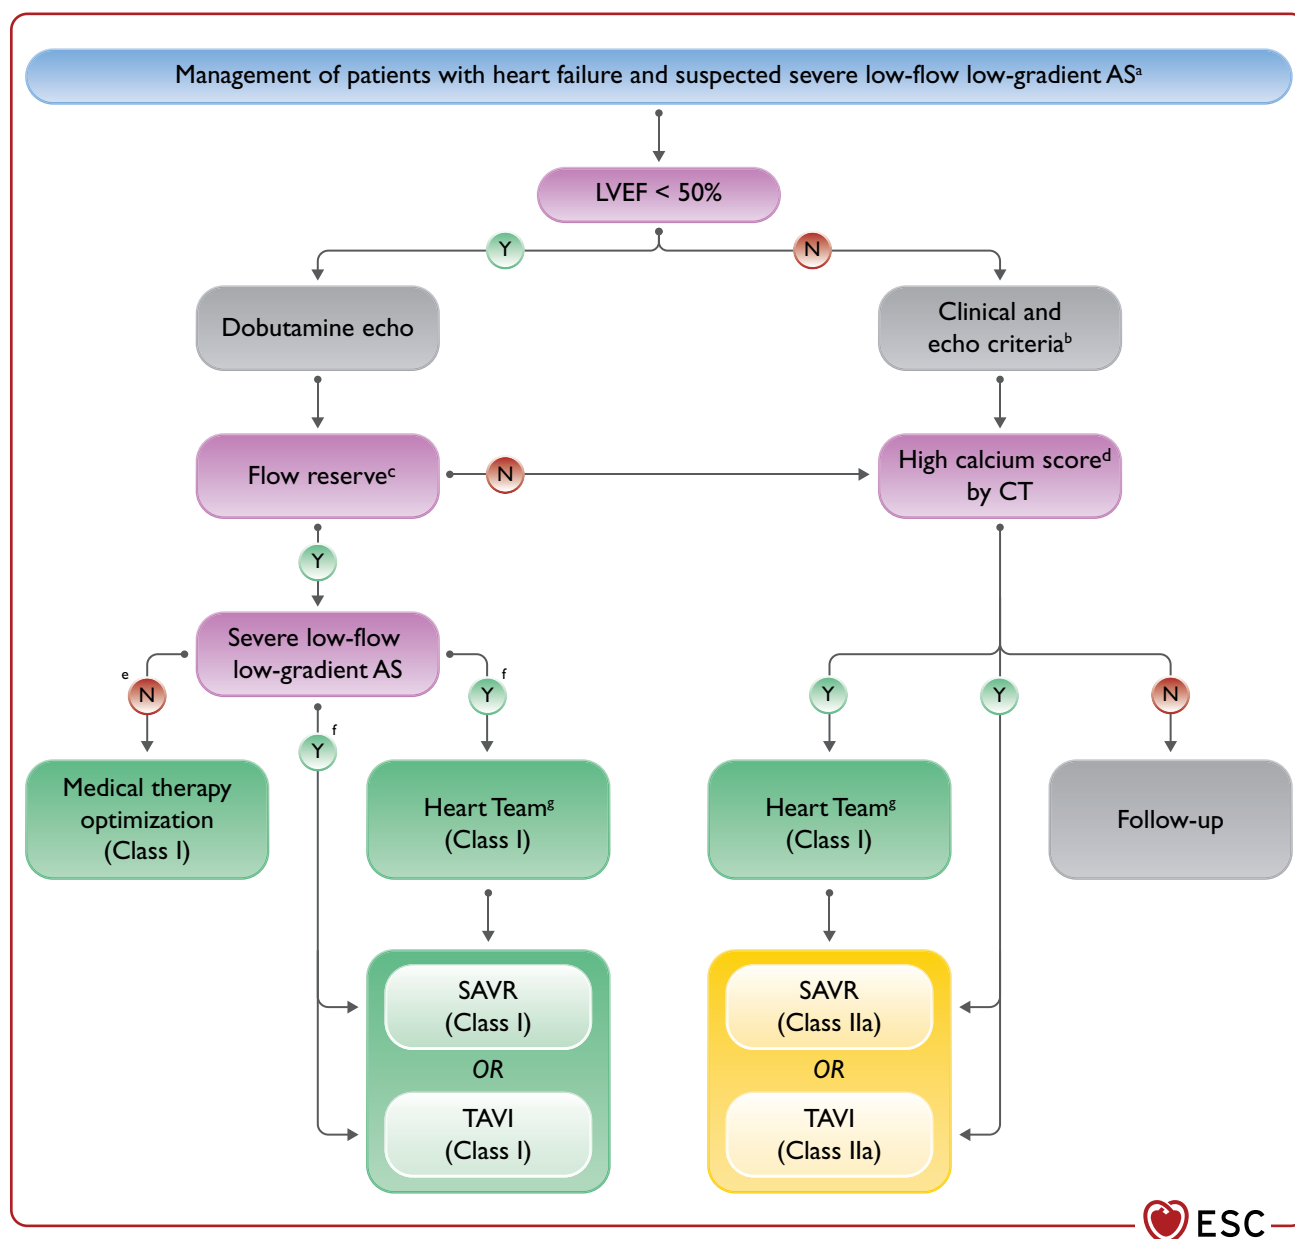 Management of patients with heart failure and suspected severe low-flow low-gradient ASᵃ
LVEF < 50%
Y
N
Dobutamine echo
Clinical and
echo criteriaᵇ
Flow reserveᶜ
N
High calcium scoreᵈ
by CT
Y
Severe low-flow
low-gradient AS
e
N
f
Y
f
Y
Y
Y
N
Medical therapy
optimization
(Class I)
Heart Teamᵍ
(Class I)
Heart Teamᵍ
(Class I)
Follow-up
SAVR
(Class I)
OR
TAVI
(Class I)
SAVR
(Class IIa)
OR
TAVI
(Class IIa)
ESC